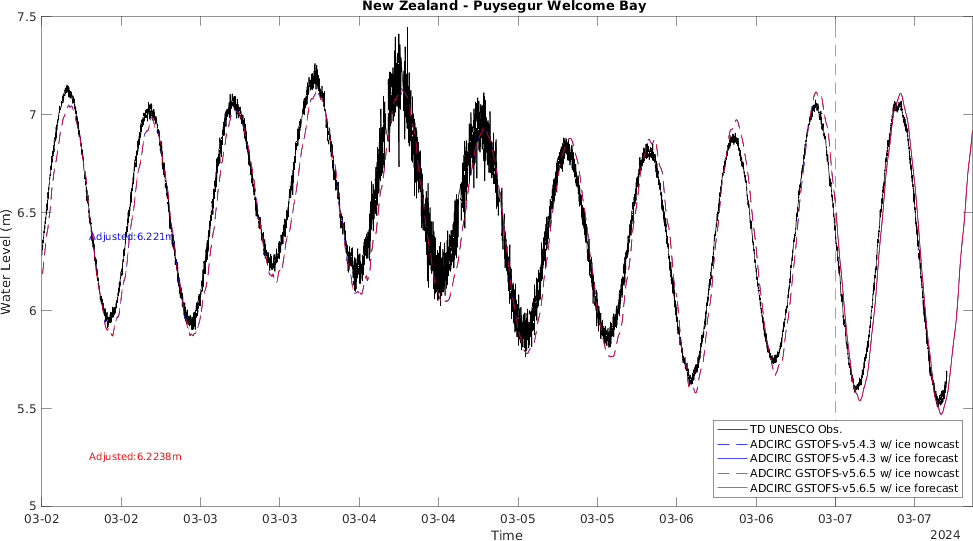 New Zealand - Puysegur Welcome Bay
Water Level (m)
7.5
7
6.5
6
5.5
5
Adjusted:6.221m
Adjusted:6.2238m
TD UNESCO Obs.
ADCIRC GSTOFS-v5.4.3 w/ ice nowcast
ADCIRC GSTOFS-v5.4.3 w/ ice forecast
ADCIRC GSTOFS-v5.6.5 w/ ice nowcast
ADCIRC GSTOFS-v5.6.5 w/ ice forecast
03-02 03-02 03-03 03-03 03-04 03-04 03-05 03-05 03-06 03-06 03-07 03-07
Time
2024